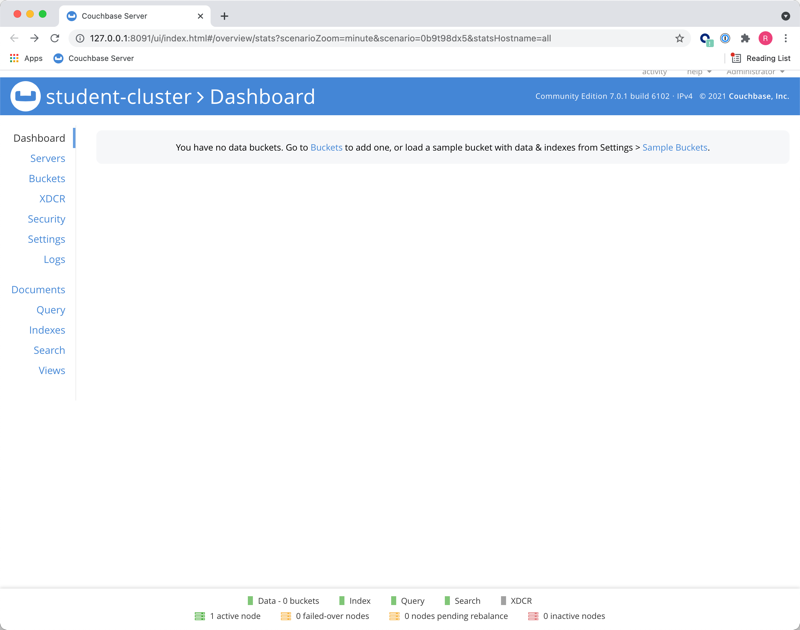 Couchbase Server
127.0.0.1:8091/ui/index.html#/overview/stats?scenarioZoom=minute&scenario=0b9t98dx5&statsHostname=all
R
Apps
Couchbase Server
Reading List
activity
help
Administrator
student-cluster > Dashboard
Community Edition 7.0.1 build 6102 · IPv4 © 2021 Couchbase, Inc.
Dashboard
Servers
Buckets
XDCR
Security
Settings
Logs
Documents
Query
Indexes
Search
Views
You have no data buckets. Go to Buckets to add one, or load a sample bucket with data & indexes from Settings > Sample Buckets.
Data - 0 buckets
Index
Query
Search
XDCR
1 active node
0 failed-over nodes
0 nodes pending rebalance
0 inactive nodes